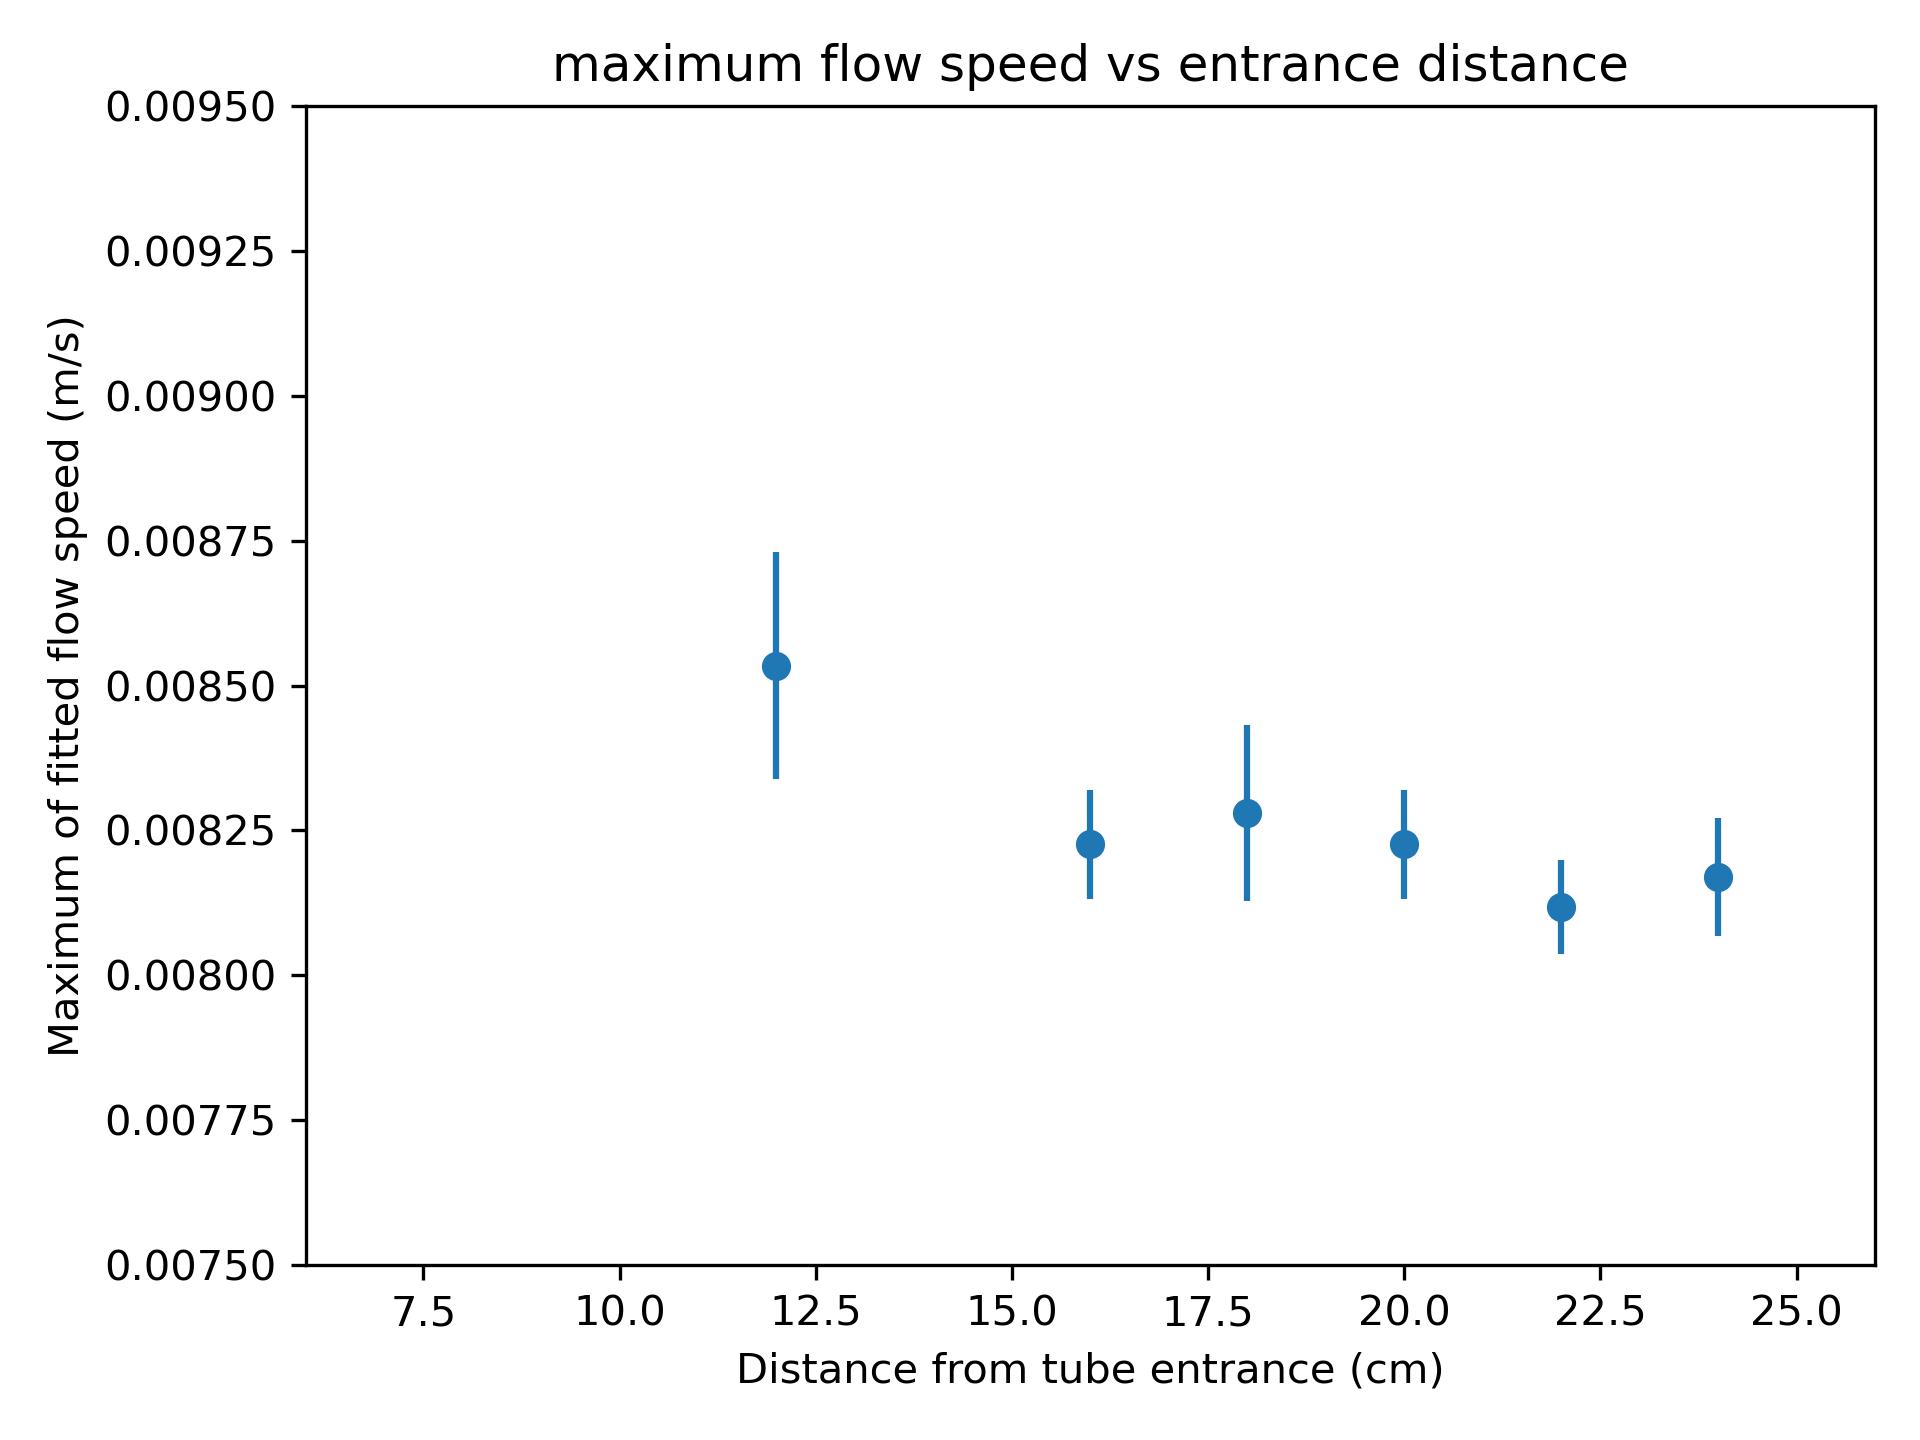 maximum flow speed vs entrance distance
0.00950
0.00925
0.00900
0.00875
0.00850
0.00825
0.00800
0.00775
0.00750
Maximum of fitted flow speed (m/s)
7.5 10.0 12.5 15.0 17.5 20.0 22.5 25.0
Distance from tube entrance (cm)